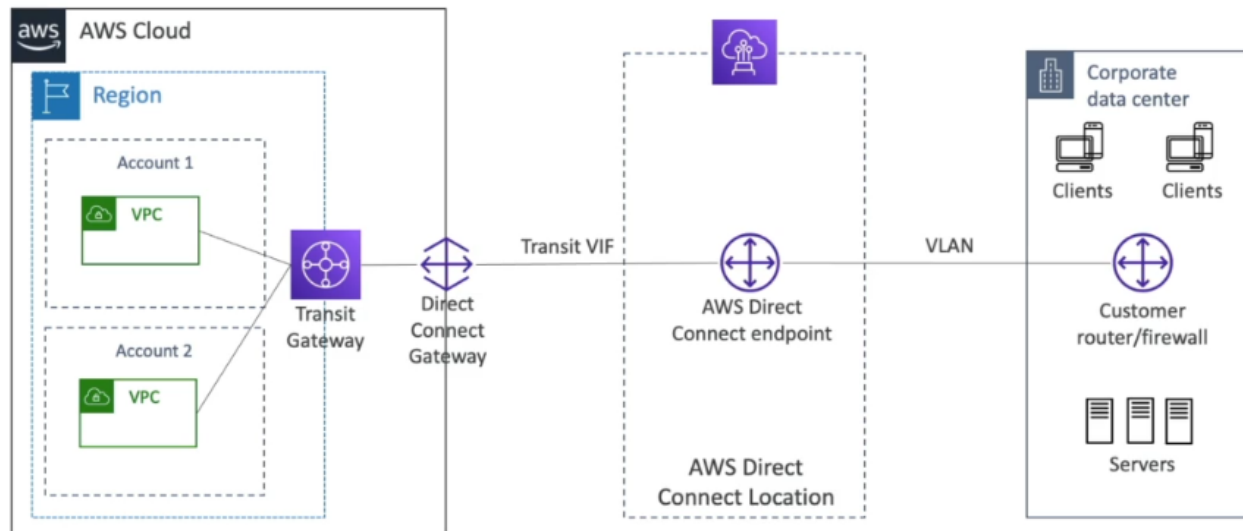 aws
AWS Cloud
Region
Account 1
VPC
Account 2
VPC
Transit
Gateway
Direct
Connect
Gateway
Transit VIF
AWS Direct
Connect endpoint
AWS Direct
Connect Location
VLAN
Corporate
data center
Clients
Clients
Customer
router/firewall
Servers